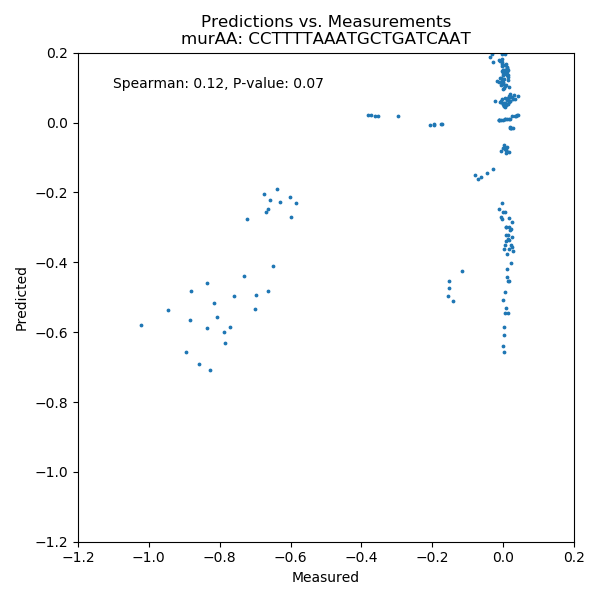 Predictions vs. Measurements
murAA: CCTTTTAAATGCTGATCAAT
Spearman: 0.12, P-value: 0.07
0.2
0.0
−0.2
−0.4
−0.6
−0.8
−1.0
−1.2
Predicted
−1.2 −1.0 −0.8 −0.6 −0.4 −0.2 0.0 0.2
Measured